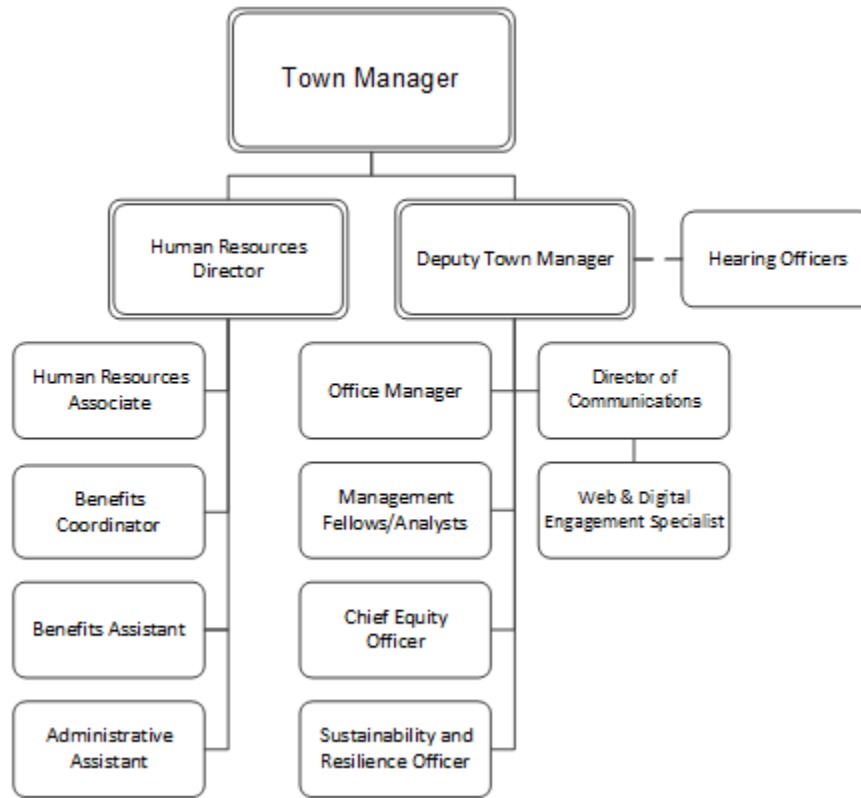 Town Manager
Human Resources
Director
Deputy Town Manager
Hearing Officers
Human Resources
Associate
Office Manager
Director of
Communications
Benefits
Coordinator
Management
Fellows/Analysts
Web & Digital
Engagement Specialist
Benefits Assistant
Chief Equity
Officer
Administrative
Assistant
Sustainability and
Resilience Officer